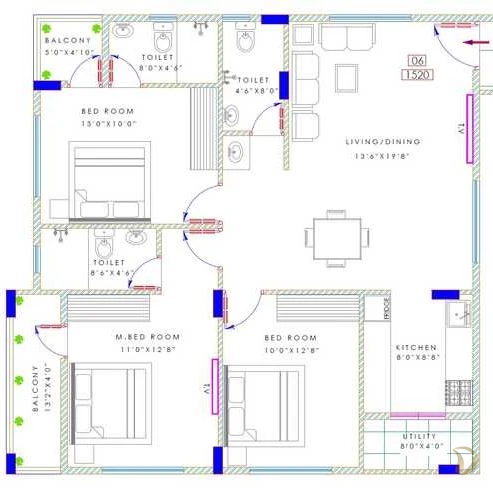 BALCONY
5'0"X4'10"
TOILET
8'0"X4'6"
TOILET
4'6"X8'0"
06
1520
BED ROOM
13'0"X10'0"
LIVING/DINING
13'6"X19'8"
T.V
TOILET
8'6"X4'6"
M.BED ROOM
11'0"X12'8"
BED ROOM
10'0"X12'8"
FRIDGE
KITCHEN
8'0"X8'8"
BALCONY
13'2"X4'0"
T.V
UTILITY
8'0"X4'0"